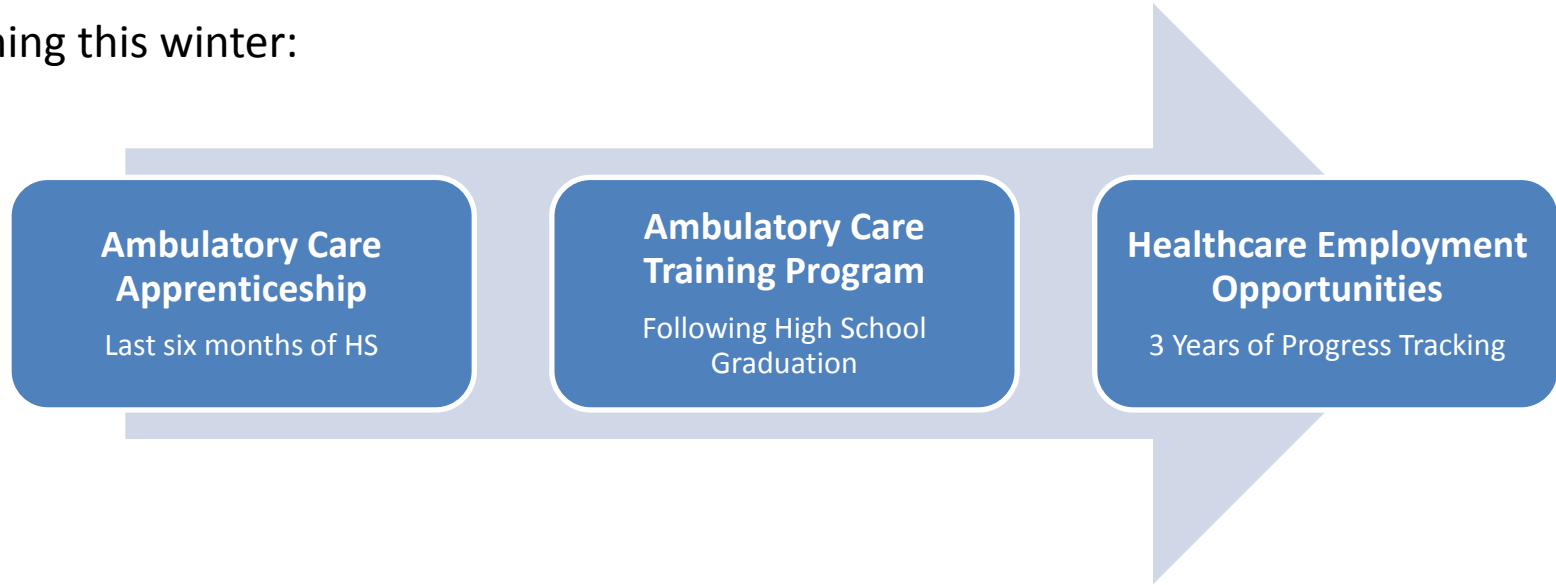 ning this winter:
Ambulatory Care
Apprenticeship
Last six months of HS
Ambulatory Care
Training Program
Following High School
Graduation
Healthcare Employment
Opportunities
3 Years of Progress Tracking